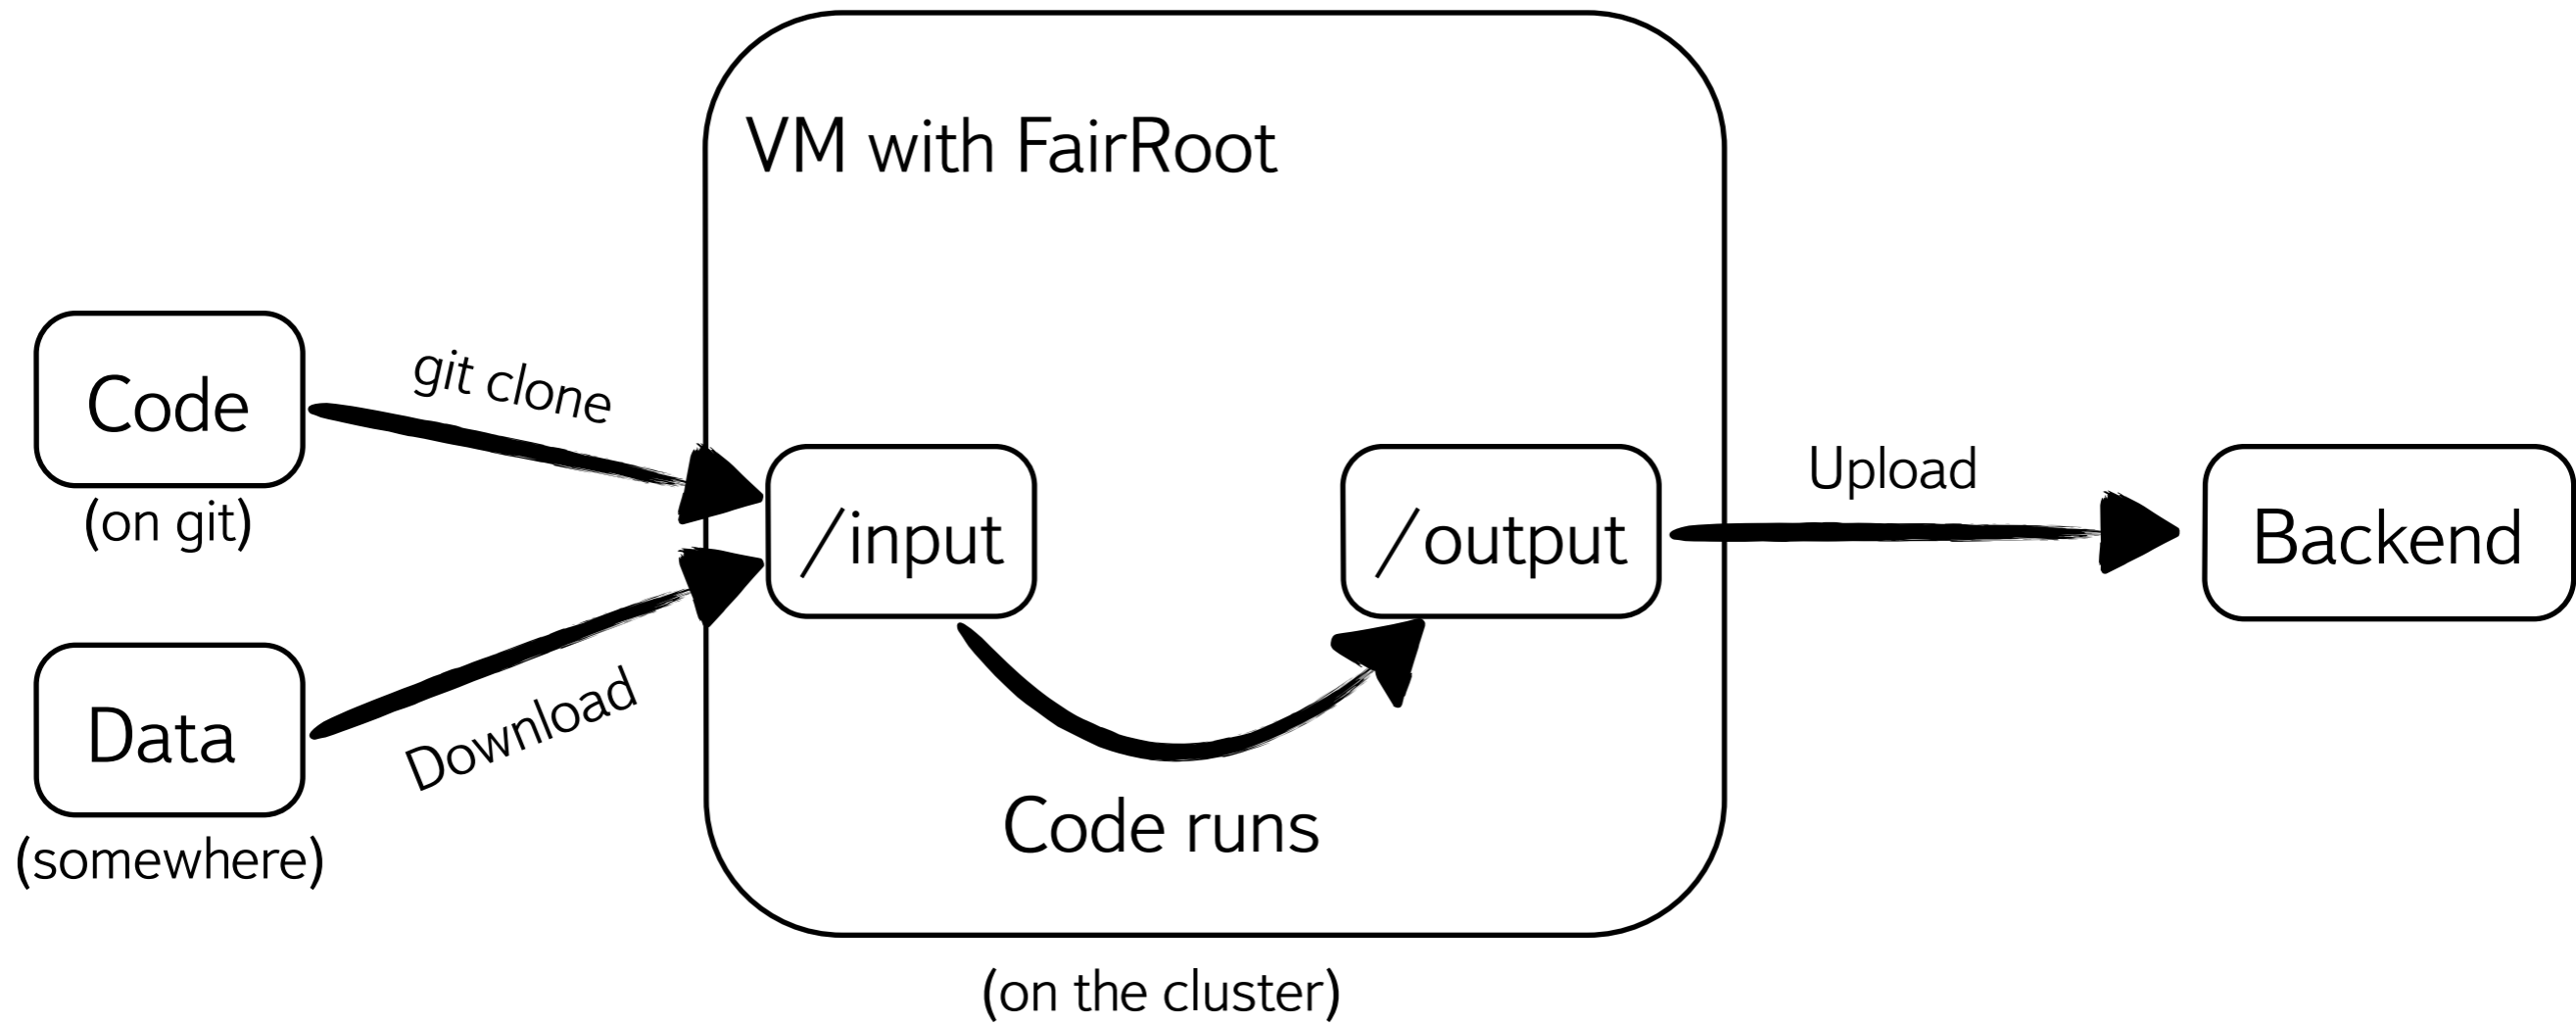 VM with FairRoot
Code
(on git)
git clone
/input
/output
Upload
Backend
Data
(somewhere)
Download
Code runs
(on the cluster)